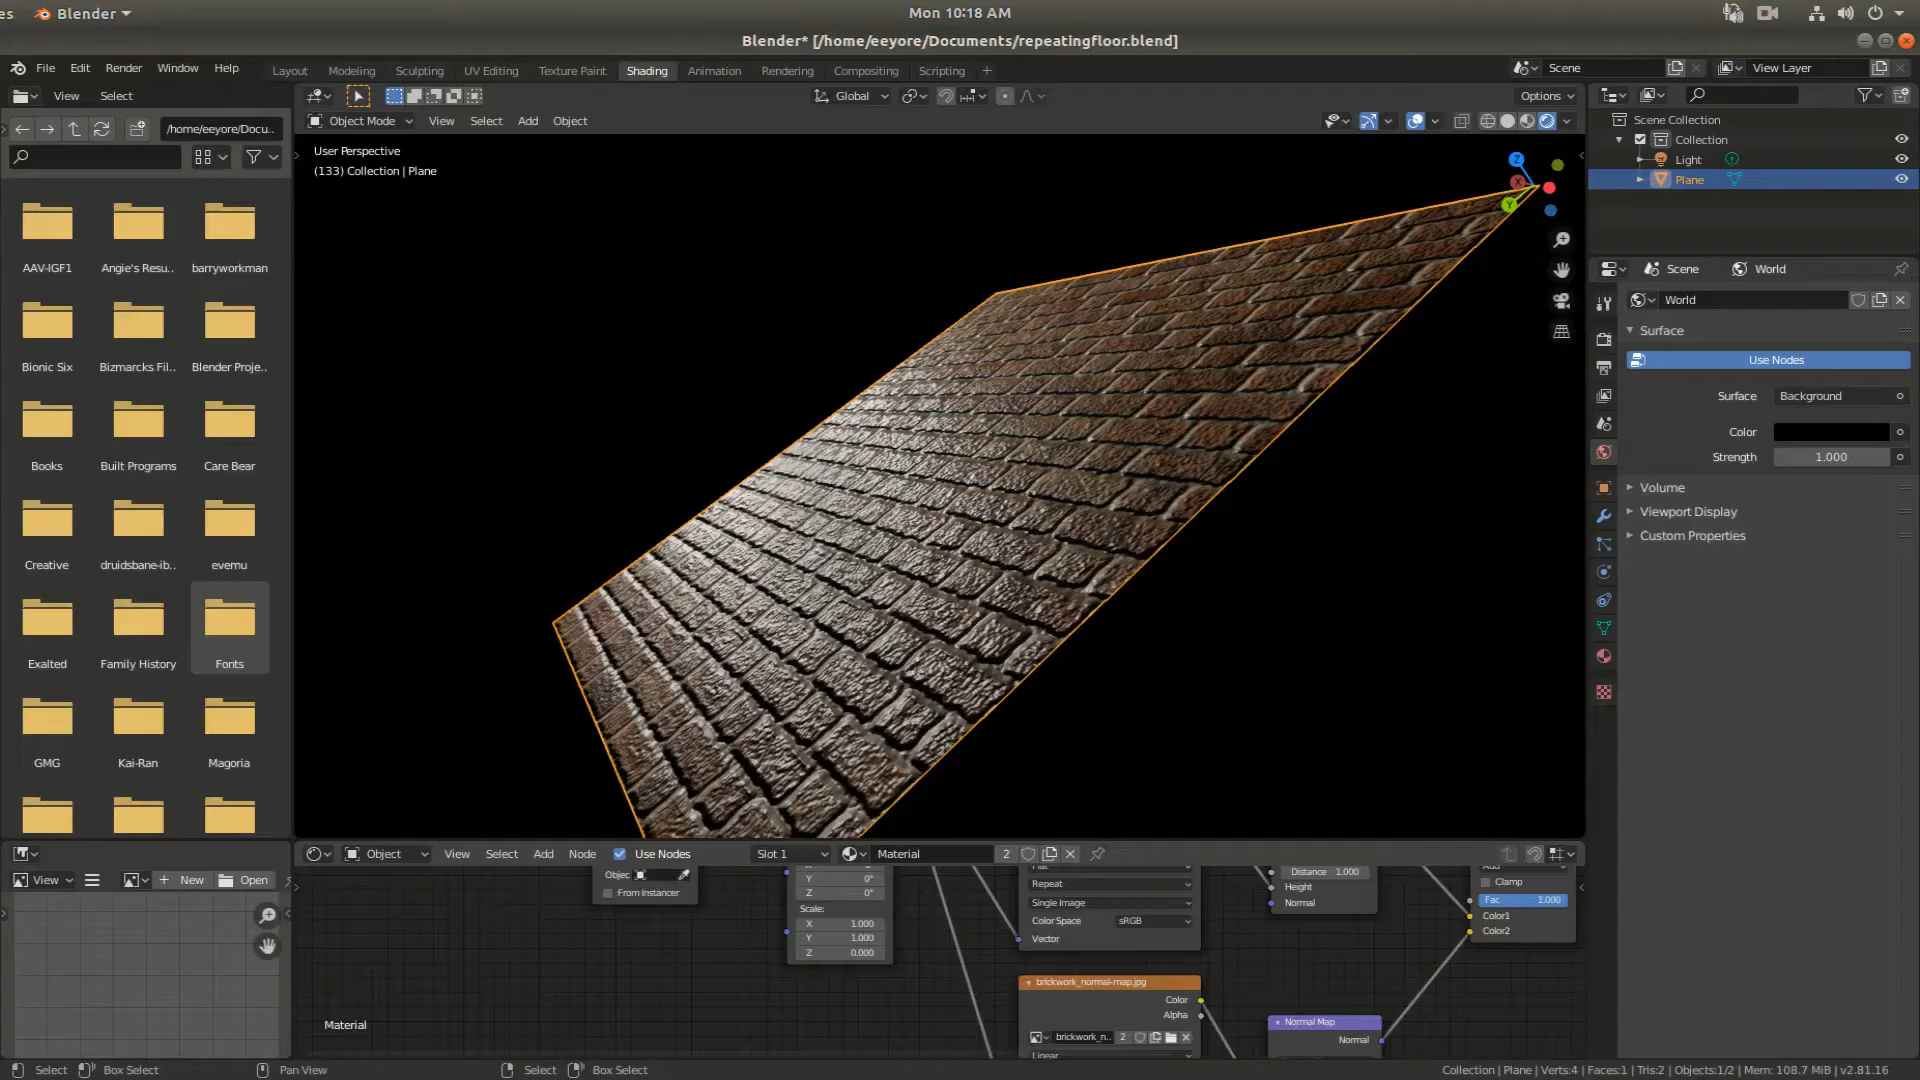 es Blender Mon 10:18 AM
Blender* [/home/eeyore/Documents/repeatingfloor.blend]
File Edit Render Window Help Layout Modeling Sculpting UV Editing Texture Paint Shading Animation Rendering Compositing Scripting + Scene View Layer
View Select Global Options
/home/eeyore/Docu.. Object Mode View Select Add Object
User Perspective
(133) Collection | Plane
Z
X
Y
Scene Collection
Collection
Light
Plane
AAV-IGF1 Angie's Resu.. barryworkman
Bionic Six Bizmarcks Fil.. Blender Proje..
Books Built Programs Care Bear
Creative druidsbane-ib.. evemu
Exalted Family History Fonts
GMG Kai-Ran Magoria
Scene World
World
Surface
Use Nodes
Surface Background
Color
Strength 1.000
Volume
Viewport Display
Custom Properties
Object View Select Add Node Use Nodes Slot 1 Material 2
View New Open
Objec
From Instancer
Y 0°
Z 0°
Scale:
X 1.000
Y 1.000
Z 0.000
Repeat
Single Image
Color Space sRGB
Vector
Distance 1.000
Height
Normal
Clamp
Fac 1.000
Color1
Color2
brickwork_normal-map.jpg
Color
Alpha
brickwork_n.. 2
Linear
Normal Map
Normal
Material
Select Box Select Pan View Select Box Select Collection | Plane | Verts:4 | Faces:1 | Tris:2 | Objects:1/2 | Mem: 108.7 MiB | v2.81.16